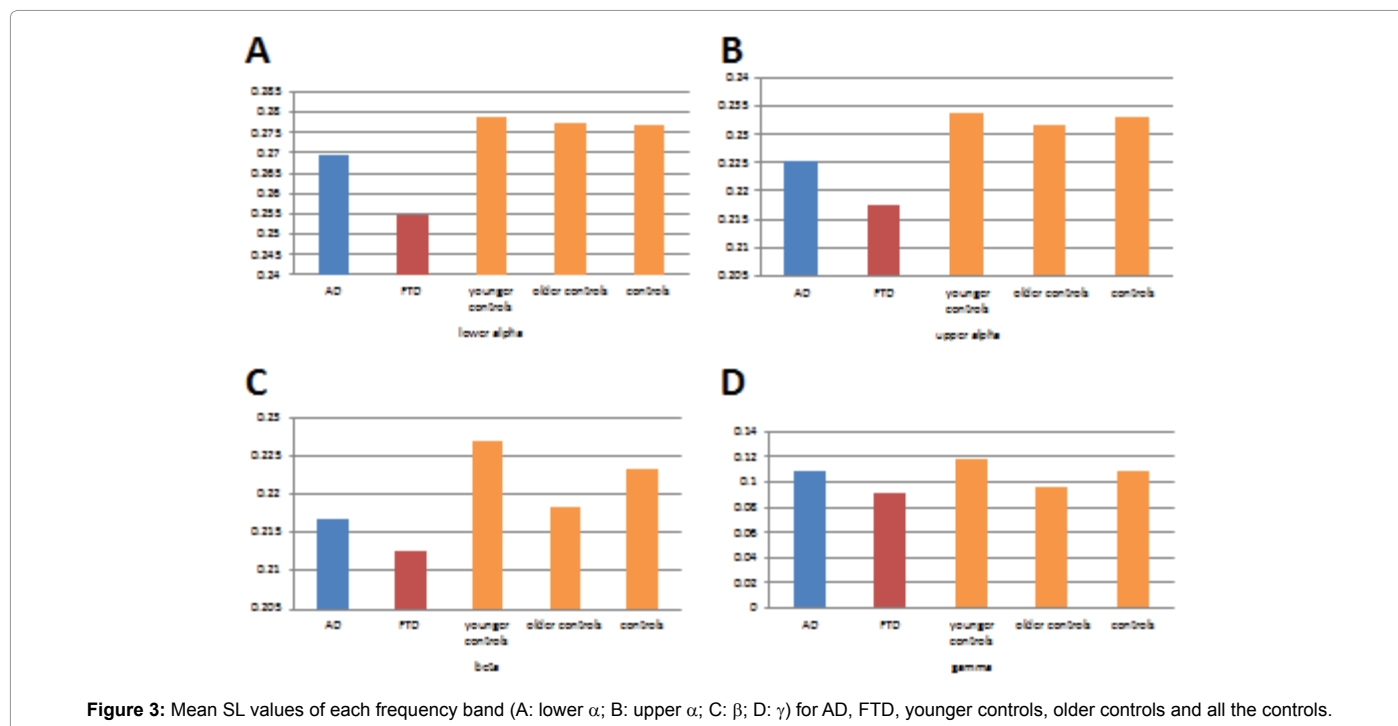 A
0.285
0.28
0.275
0.27
0.265
0.26
0.255
0.25
0.245
0.24
AD FTD younger controls older controls controls
lower alpha
B
0.24
0.235
0.23
0.225
0.22
0.215
0.21
0.205
AD FTD younger controls older controls controls
upper alpha
C
0.23
0.225
0.22
0.215
0.21
0.205
AD FTD younger controls older controls controls
beta
D
0.14
0.12
0.1
0.08
0.06
0.04
0.02
0
AD FTD younger controls older controls controls
gamma
Figure 3: Mean SL values of each frequency band (A: lower α; B: upper α; C: β; D: γ) for AD, FTD, younger controls, older controls and all the controls.